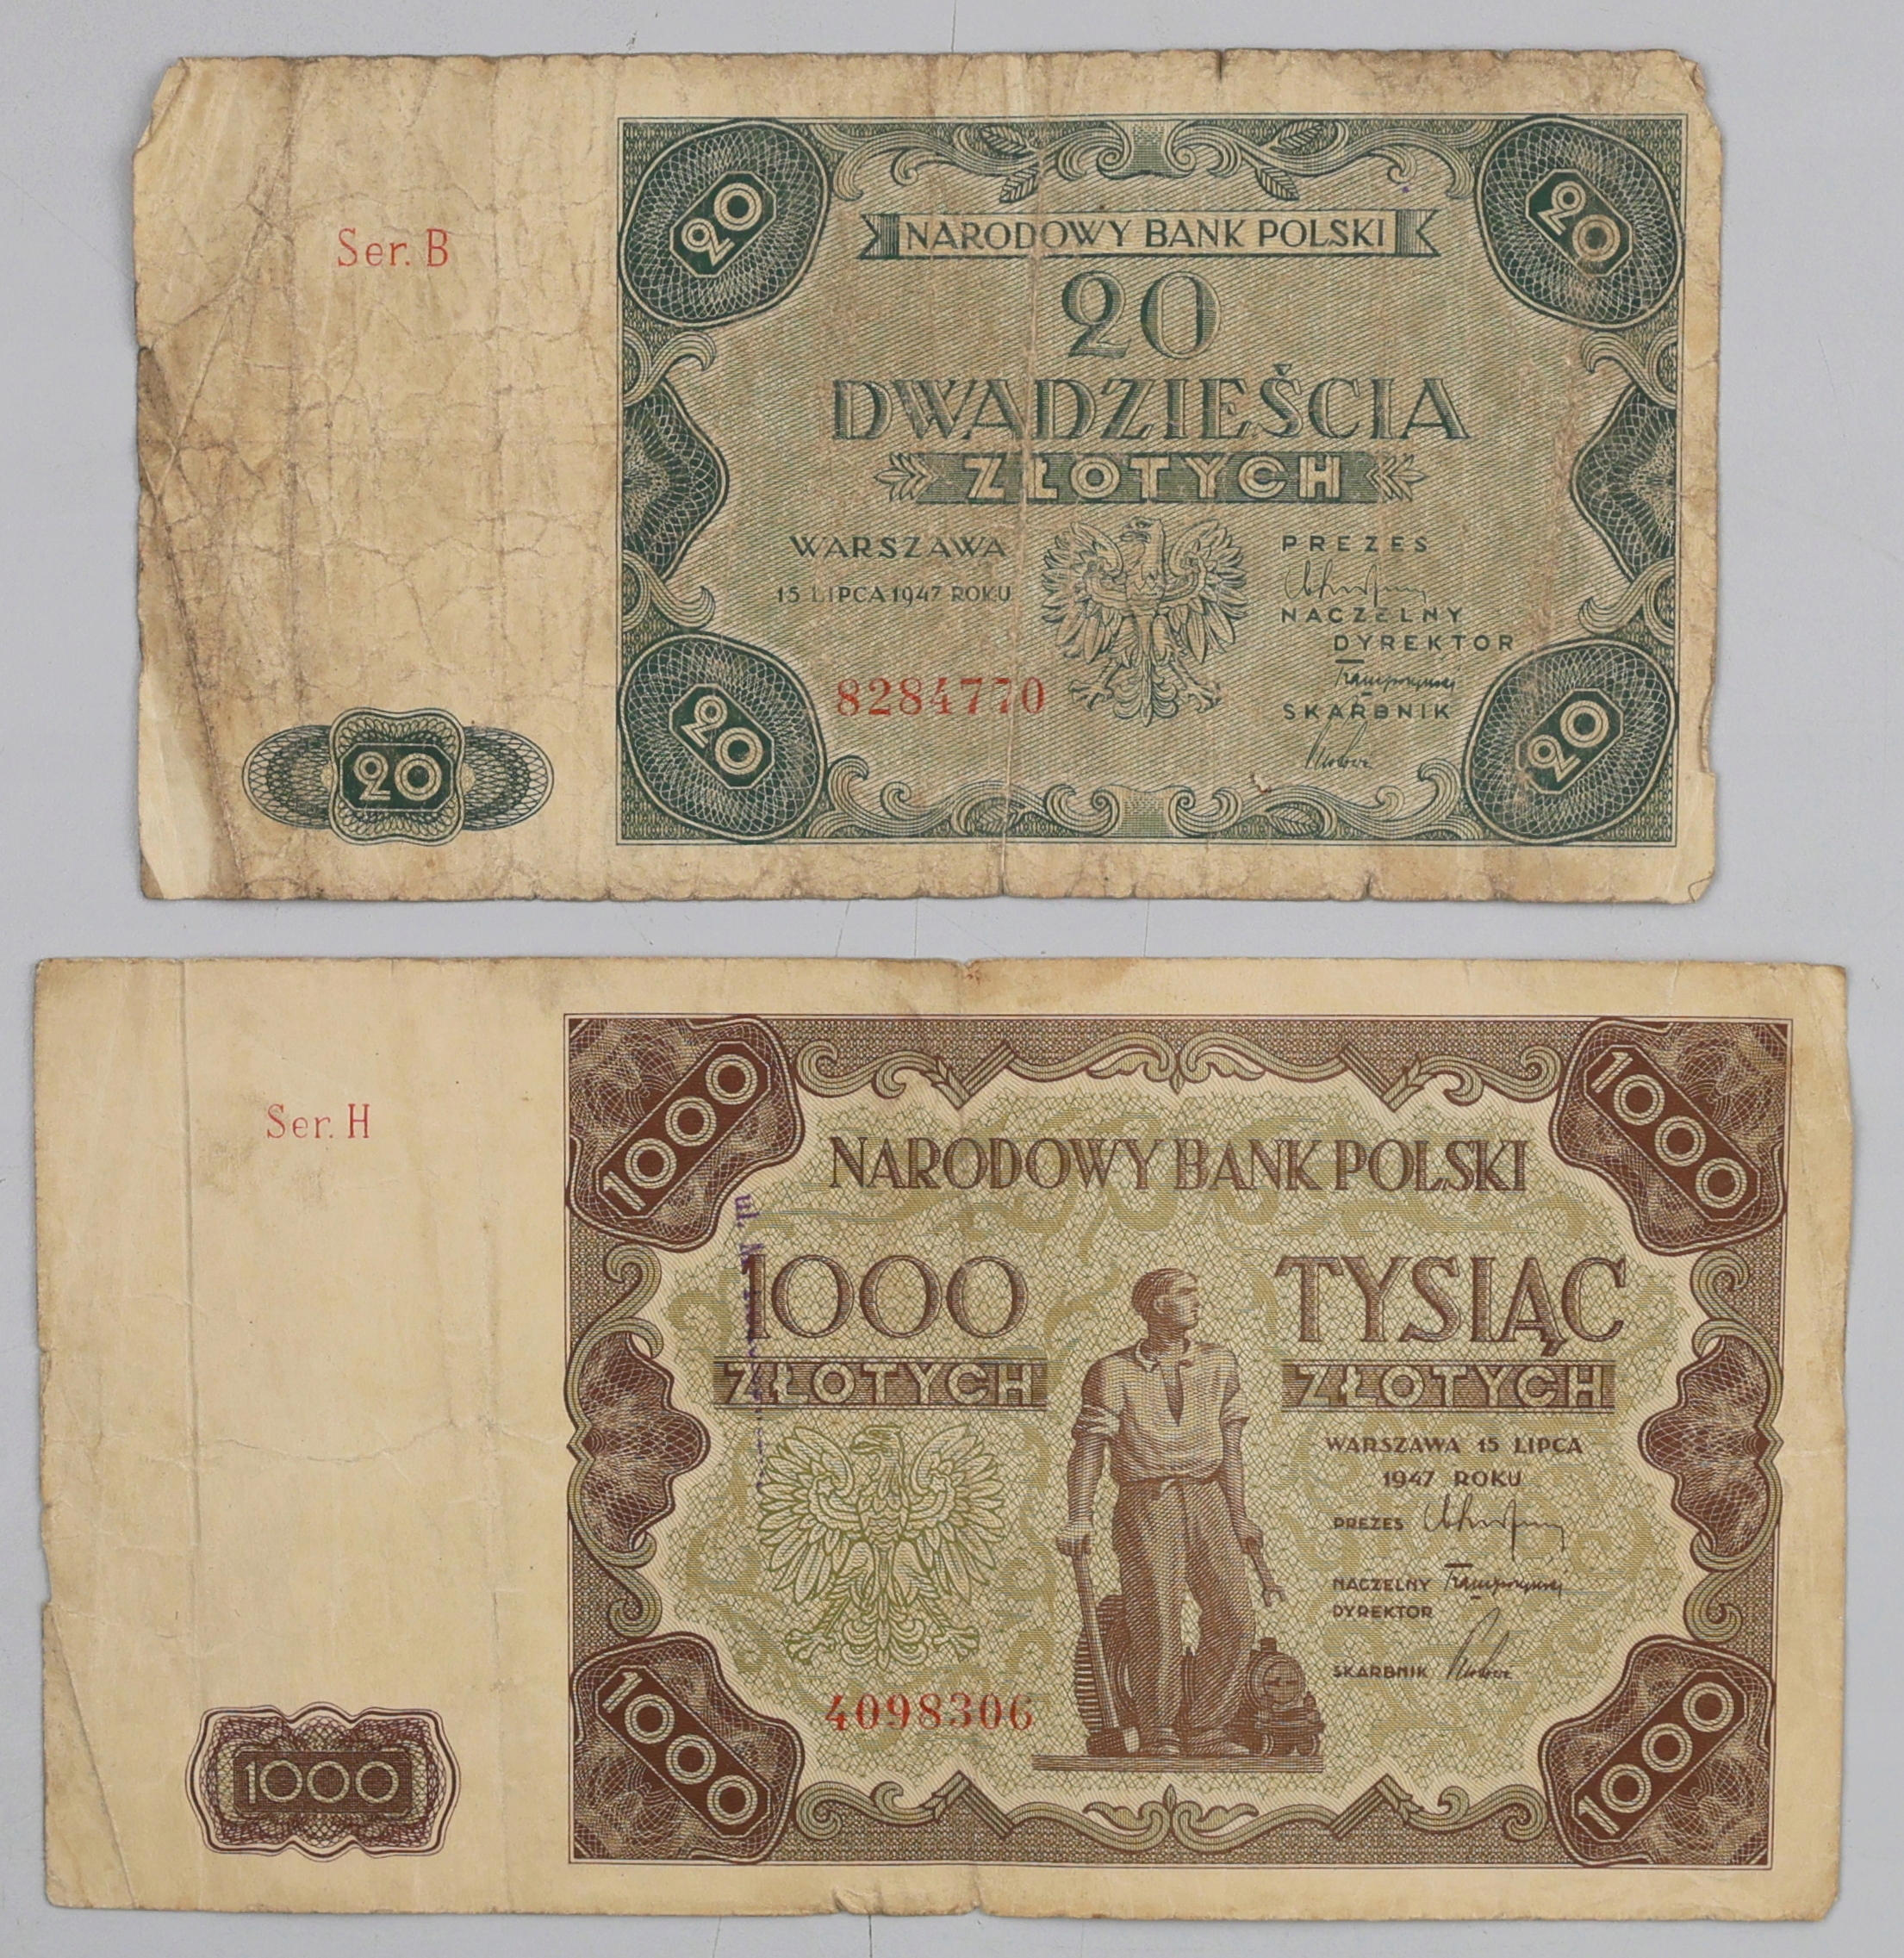 20
20
Ser. B
NARODOWY BANK POLSKI
20
DWADZIEŚCIA
ZŁOTYCH
WARSZAWA
15 LIPCA 1947 ROKU
PREZES
NACZELNY
DYREKTOR
SKARBNIK
8284770
20
20
20
1000
1000
Ser. H
NARODOWY BANK POLSKI
ul.
1000
ZŁOTYCH
TYSIĄC
ZŁOTYCH
WARSZAWA 15 LIPCA
1947 ROKU
PREZES
NACZELNY
DYREKTOR
SKARBNIK
4098306
1000
1000
1000